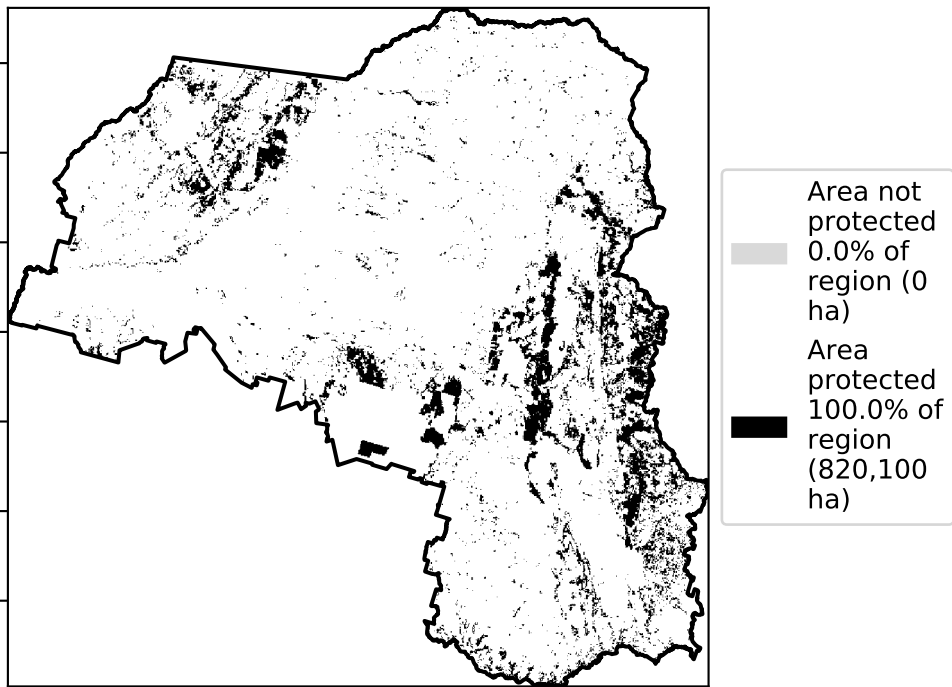 Area not
protected
0.0% of
region (0
ha)
Area
protected
100.0% of
region
(820,100
ha)